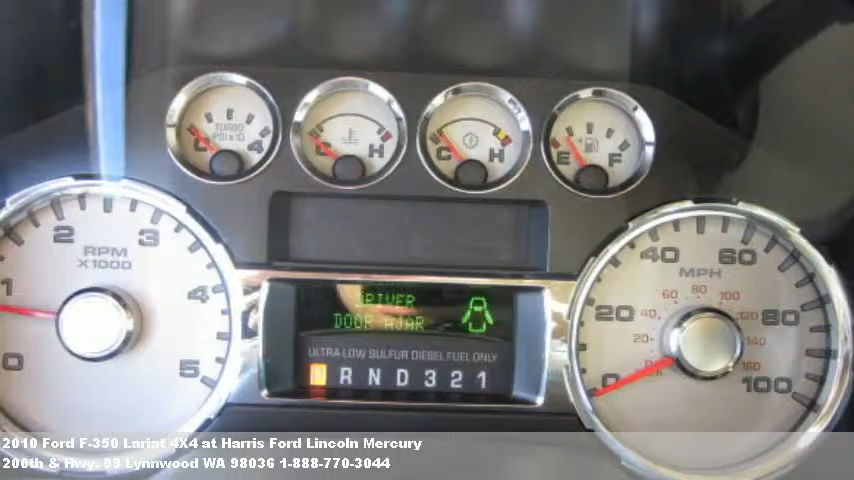 TURBO
PSI x 10
0 4
C H
C H
E F
RPM
X1000
0 1 2 3 4 5
DRIVER
DOOR AJAR
ULTRA LOW SULFUR DIESEL FUEL ONLY
P R N D 3 2 1
MPH
0 20 40 60 80 100
20 40 60 80 100 120 140 160
2010 Ford F-350 Lariat 4X4 at Harris Ford Lincoln Mercury
200th & Hwy. 99 Lynnwood WA 98036 1-888-770-3044